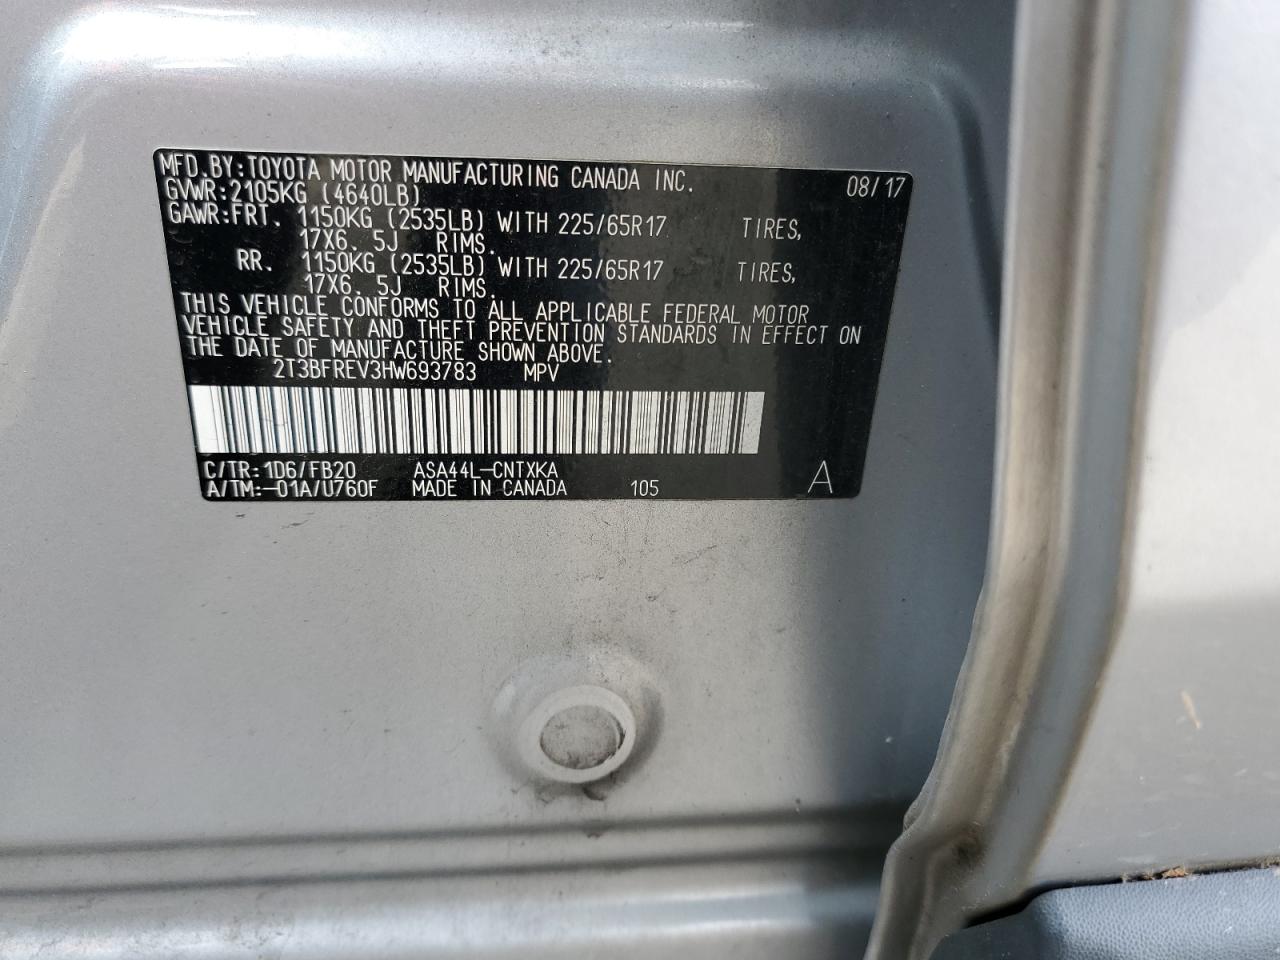 MFD.BY:TOYOTA MOTOR MANUFACTURING CANADA INC. 08/17
GVWR:2105KG (4640LB)
GAWR:FRT. 1150KG (2535LB) WITH 225/65R17 TIRES,
17X6. 5J RIMS.
RR. 1150KG (2535LB) WITH 225/65R17 TIRES,
17X6. 5J RIMS.
THIS VEHICLE CONFORMS TO ALL APPLICABLE FEDERAL MOTOR
VEHICLE SAFETY AND THEFT PREVENTION STANDARDS IN EFFECT ON
THE DATE OF MANUFACTURE SHOWN ABOVE.
2T3BFREV3HW693783 MPV
C/TR:1D6/FB20 ASA44L-CNTXKA
A/TM:-01A/U760F MADE IN CANADA 105 A